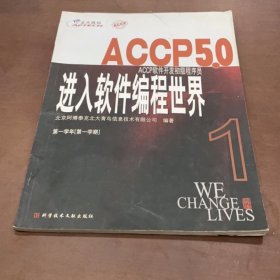 ACCP5.0
ACCP软件开发初级程序员
进入软件编程世界
北京阿博泰克北大青鸟信息技术有限公司 编著
第一学年(第一学期)
1
WE
CHANGE
LIVES
科学技术文献出版社